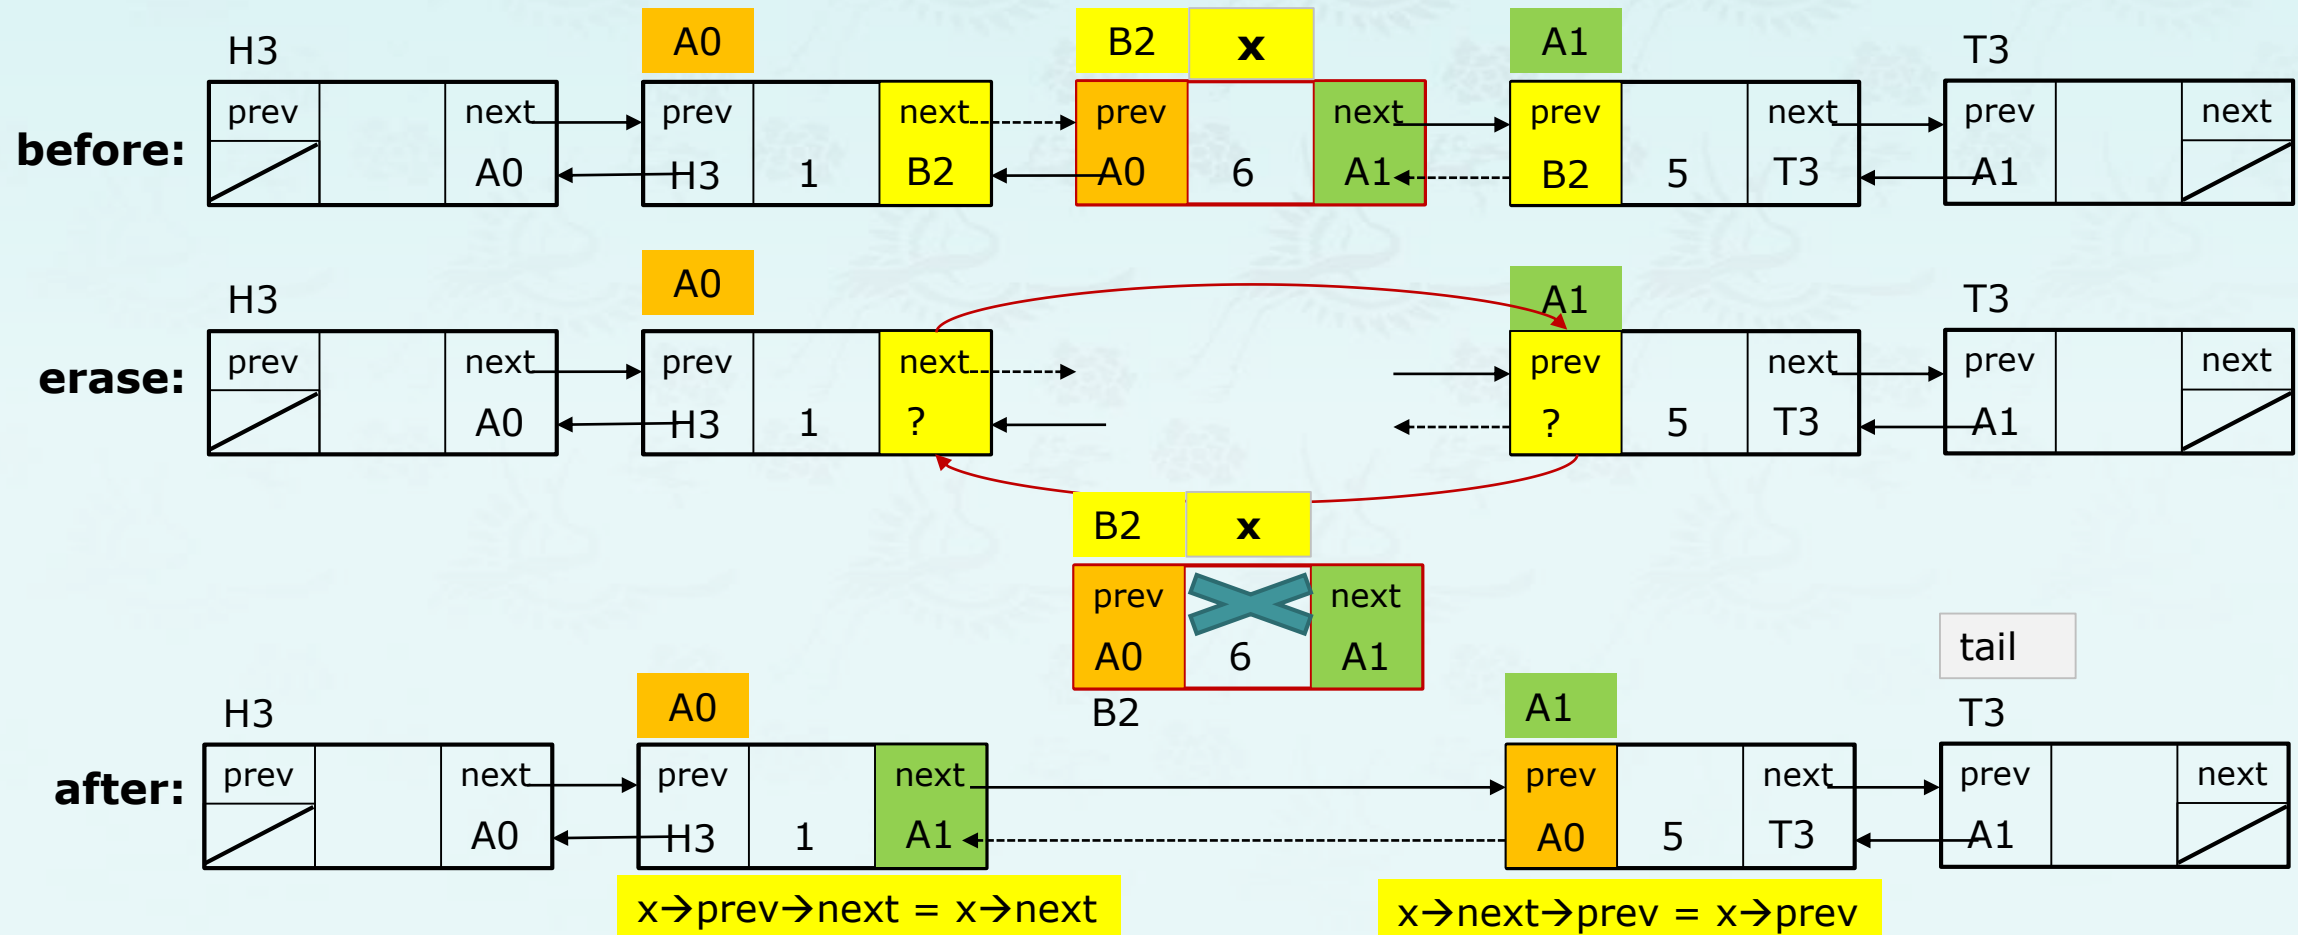 H3 A0 B2 x A1 T3
before:
prev next prev next prev next prev next prev next
A0 H3 1 B2 A0 6 A1 B2 5 T3 A1
H3 A0 A1 T3
erase:
prev next prev next prev next prev next
A0 H3 1 ? ? 5 T3 A1
B2 x
prev next
A0 6 A1
B2
tail
H3 A0 A1 T3
after:
prev next prev next prev next prev next
A0 H3 1 A1 A0 5 T3 A1
x→prev→next = x→next
x→next→prev = x→prev